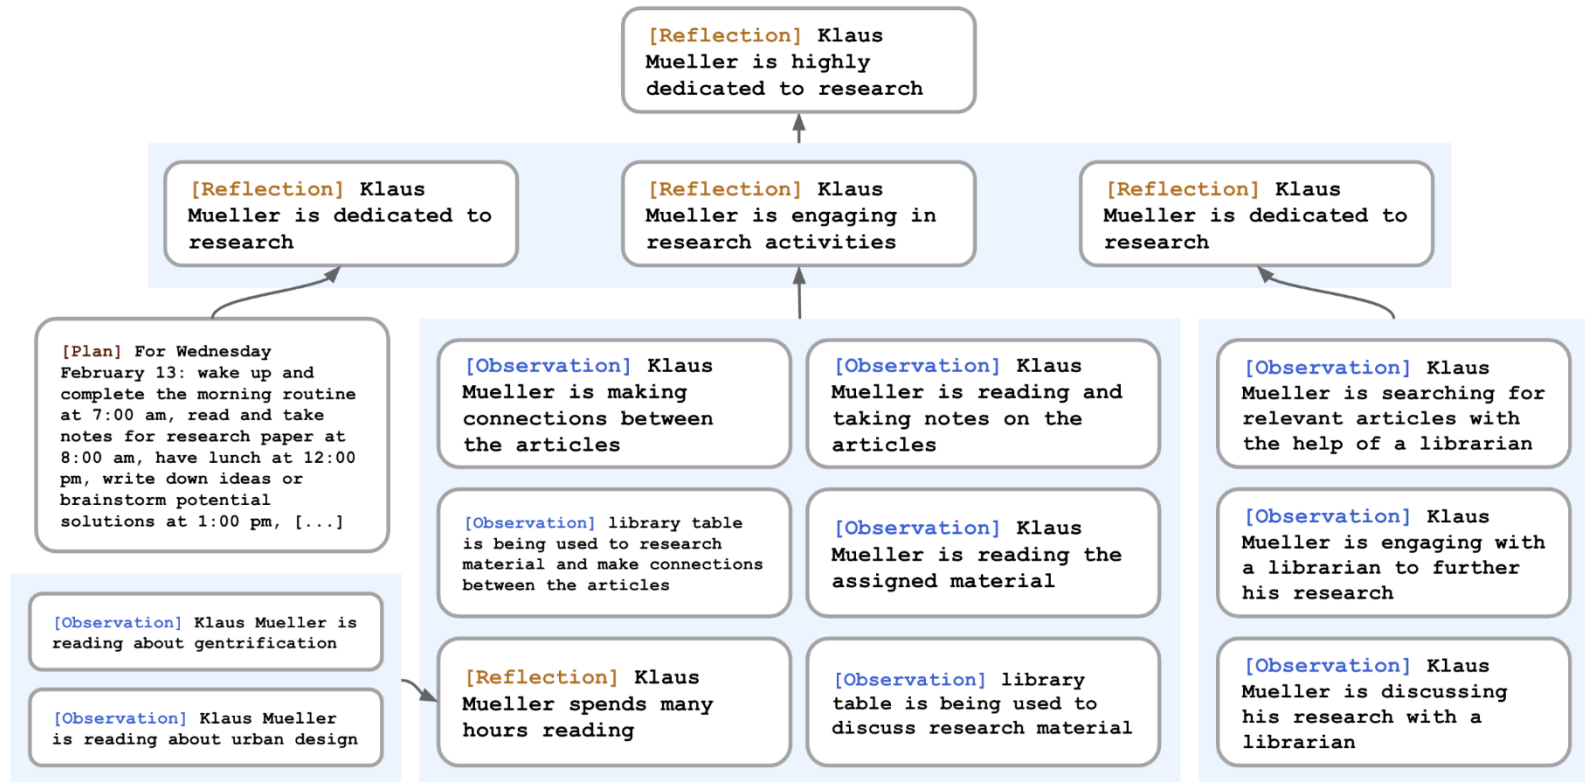 [Reflection] Klaus
Mueller is highly
dedicated to research
[Reflection] Klaus
Mueller is dedicated to
research
[Reflection] Klaus
Mueller is engaging in
research activities
[Reflection] Klaus
Mueller is dedicated to
research
[Plan] For Wednesday
February 13: wake up and
complete the morning routine
at 7:00 am, read and take
notes for research paper at
8:00 am, have lunch at 12:00
pm, write down ideas or
brainstorm potential
solutions at 1:00 pm, [...]
[Observation] Klaus Mueller is
reading about gentrification
[Observation] Klaus Mueller
is reading about urban design
[Observation] Klaus
Mueller is making
connections between
the articles
[Observation] Klaus
Mueller is reading and
taking notes on the
articles
[Observation] library table
is being used to research
material and make connections
between the articles
[Observation] Klaus
Mueller is reading the
assigned material
[Reflection] Klaus
Mueller spends many
hours reading
[Observation] library
table is being used to
discuss research material
[Observation] Klaus
Mueller is searching for
relevant articles with
the help of a librarian
[Observation] Klaus
Mueller is engaging with
a librarian to further
his research
[Observation] Klaus
Mueller is discussing
his research with a
librarian